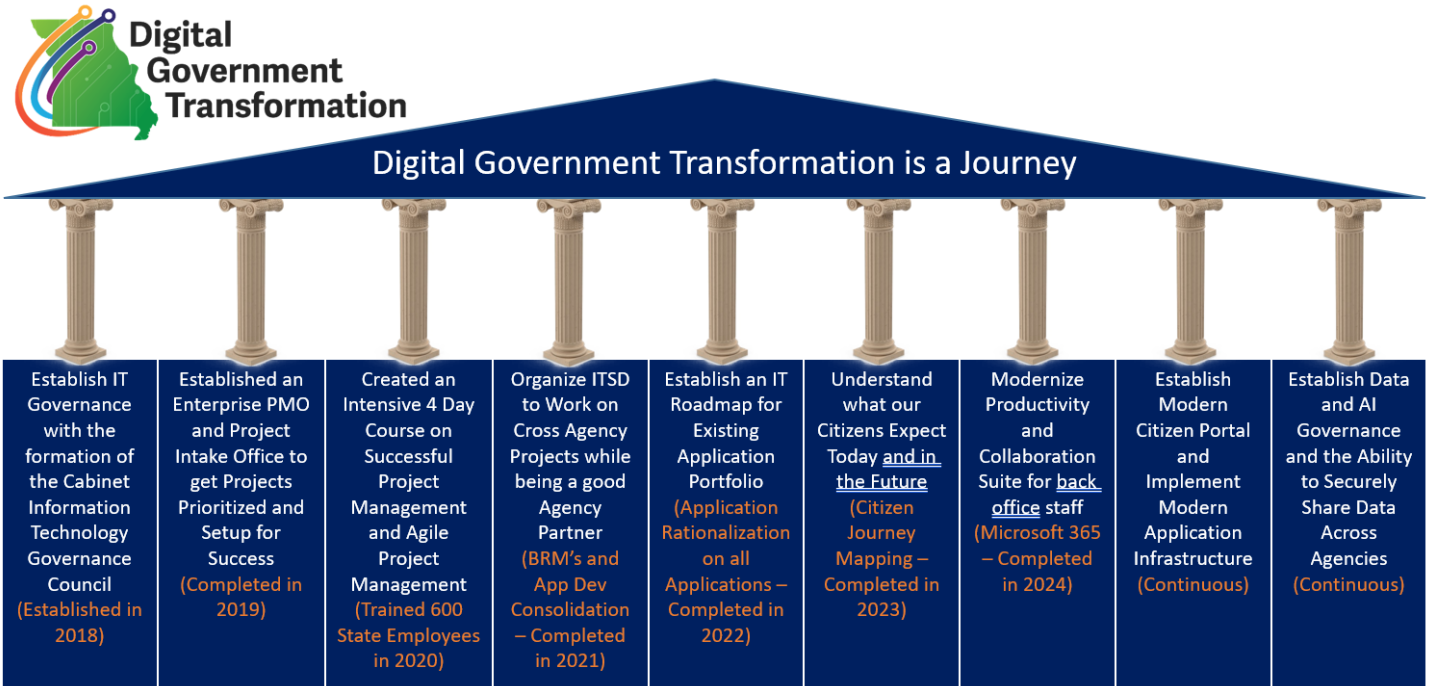 Digital
Government
Transformation
Digital Government Transformation is a Journey
Establish IT
Governance
with the
formation of
the Cabinet
Information
Technology
Governance
Council
(Established in
2018)
Established an
Enterprise PMO
and Project
Intake Office to
get Projects
Prioritized and
Setup for
Success
(Completed in
2019)
Created an
Intensive 4 Day
Course on
Successful
Project
Management
and Agile
Project
Management
(Trained 600
State Employees
in 2020)
Organize ITSD
to Work on
Cross Agency
Projects while
being a good
Agency
Partner
(BRM's and
App Dev
Consolidation
– Completed
in 2021)
Establish an IT
Roadmap for
Existing
Application
Portfolio
(Application
Rationalization
on all
Applications –
Completed in
2022)
Understand
what our
Citizens Expect
Today and in
the Future
(Citizen
Journey
Mapping –
Completed in
2023)
Modernize
Productivity
and
Collaboration
Suite for back
office staff
(Microsoft 365
– Completed
in 2024)
Establish
Modern
Citizen Portal
and
Implement
Modern
Application
Infrastructure
(Continuous)
Establish Data
and AI
Governance
and the Ability
to Securely
Share Data
Across
Agencies
(Continuous)